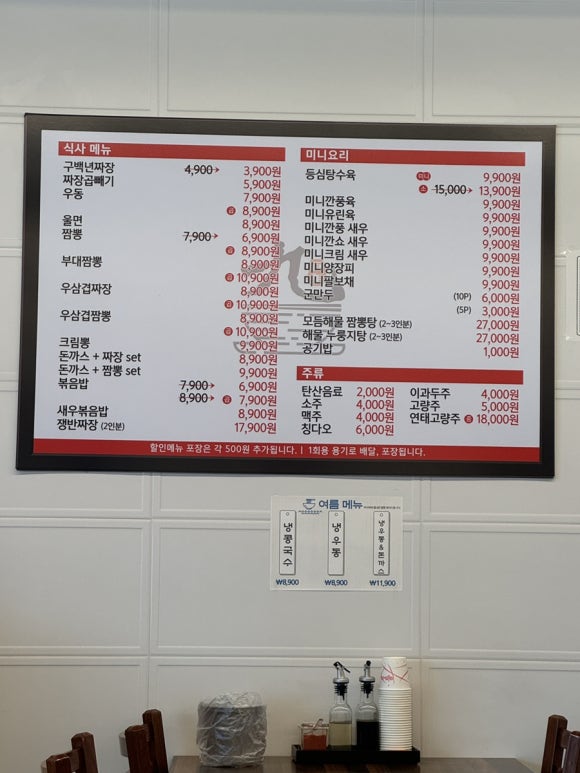 식사 메뉴
구백년짜장 4,900→ 3,900원
짜장곱빼기 5,900원
우동 7,900원
곱 8,900원
울면 8,900원
짬뽕 7,900→ 6,900원
곱 8,900원
부대짬뽕 8,900원
곱 10,900원
우삼겹짜장 8,900원
곱 10,900원
우삼겹짬뽕 8,900원
곱 10,900원
크림뽕 9,900원
돈까스 + 짜장 set 8,900원
돈까스 + 짬뽕 set 9,900원
볶음밥 7,900→ 6,900원
8,900→ 곱 7,900원
새우볶음밥 8,900원
쟁반짜장 (2인분) 17,900원
미니요리
등심탕수육 미니 9,900원
소 15,000→ 13,900원
미니깐풍육 9,900원
미니유린육 9,900원
미니깐풍 새우 9,900원
미니깐쇼 새우 9,900원
미니크림 새우 9,900원
미니양장피 9,900원
미니팔보채 9,900원
군만두 (10P) 6,000원
(5P) 3,000원
모듬해물 짬뽕탕 (2~3인분) 27,000원
해물 누룽지탕 (2~3인분) 27,000원
공기밥 1,000원
주류
탄산음료 2,000원
소주 4,000원
맥주 4,000원
칭다오 6,000원
이과두주 4,000원
고량주 5,000원
연태고량주 18,000원
할인메뉴 포장은 각 500원 추가됩니다. | 1회용 용기로 배달, 포장됩니다.
여름 메뉴
냉콩국수
₩8,900
냉우동
₩8,900
냉우동&돈까스
₩11,900